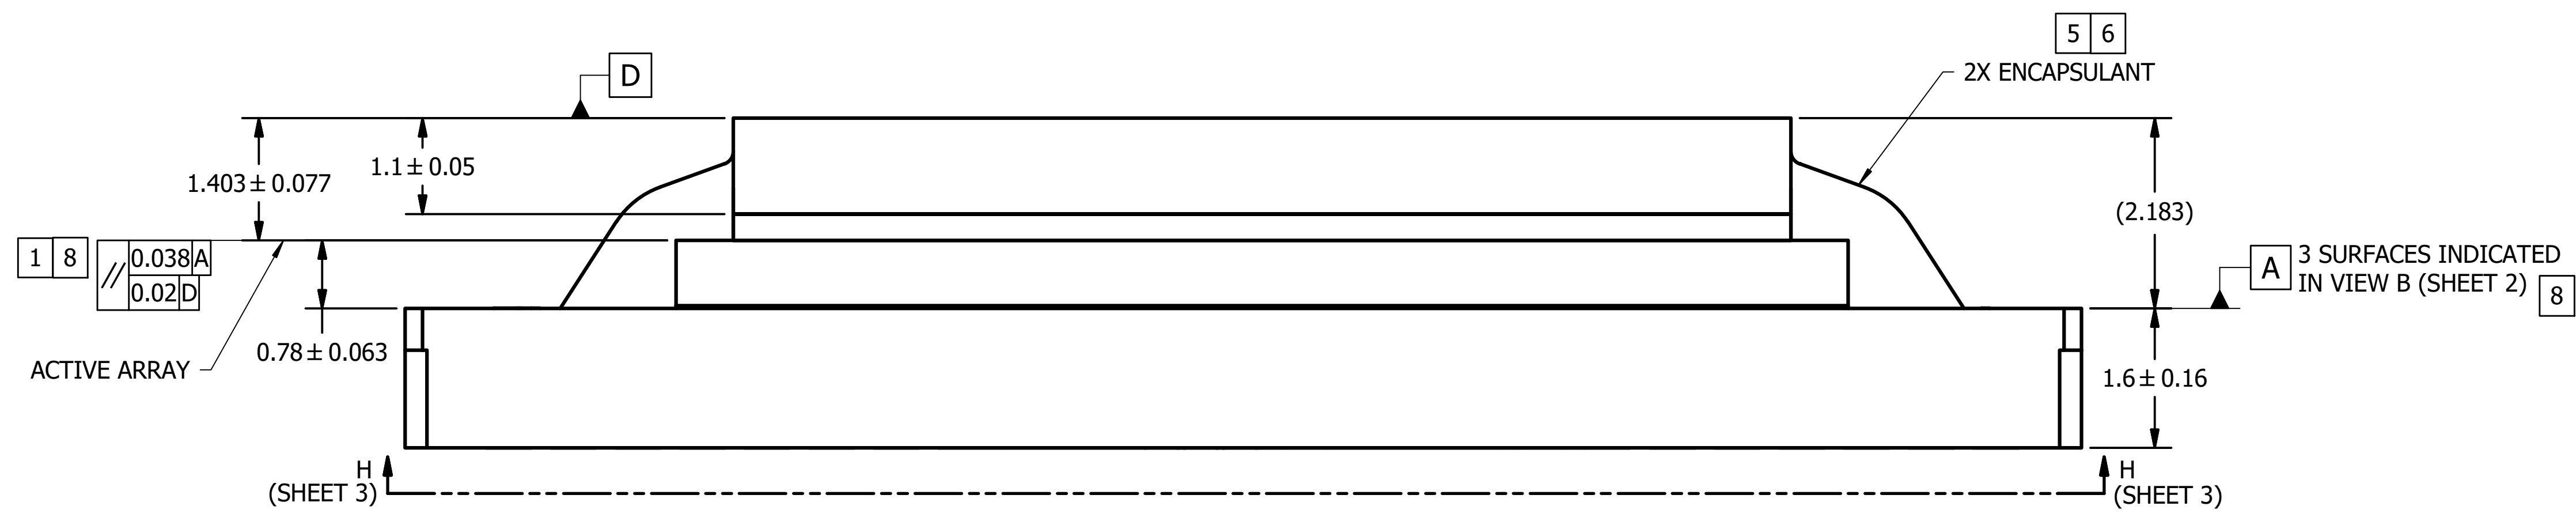 5 6
2X ENCAPSULANT
D
1.1 ± 0.05
1.403 ± 0.077
(2.183)
1 8
// 0.038 A
0.02 D
A 3 SURFACES INDICATED
IN VIEW B (SHEET 2) 8
0.78 ± 0.063
ACTIVE ARRAY
1.6 ± 0.16
H
(SHEET 3)
H
(SHEET 3)